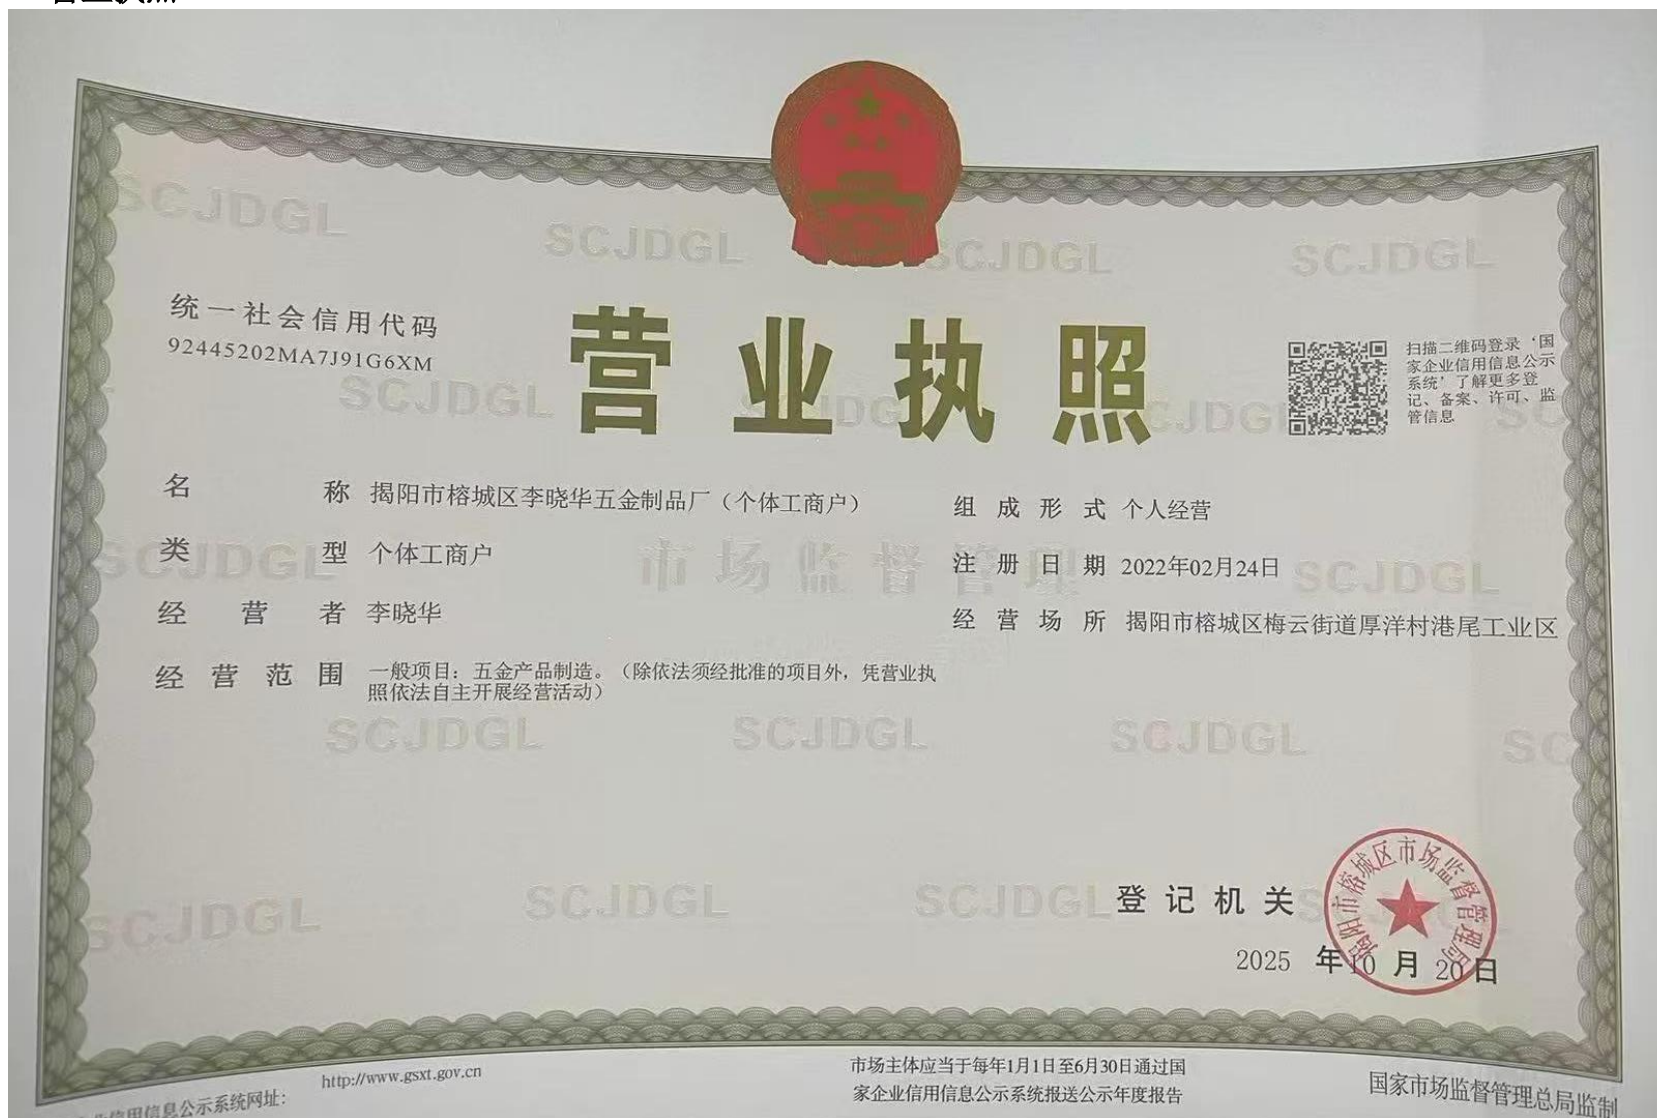 统一社会信用代码
92445202MA7J91G6XM
营业执照
扫描二维码登录‘国
家企业信用信息公示
系统’了解更多登
记、备案、许可、监
管信息
名称 揭阳市榕城区李晓华五金制品厂（个体工商户）
组成形式 个人经营
类型 个体工商户
注册日期 2022年02月24日
经营者 李晓华
经营场所 揭阳市榕城区梅云街道厚洋村港尾工业区
经营范围 一般项目：五金产品制造。（除依法须经批准的项目外，凭营业执
照依法自主开展经营活动）
SCJDGL
市场监督管理
登记机关
揭阳市榕城区市场监督管理局
2025 年10 月 20日
http://www.gsxt.gov.cn
业信用信息公示系统网址：
市场主体应当于每年1月1日至6月30日通过国
家企业信用信息公示系统报送公示年度报告
国家市场监督管理总局监制